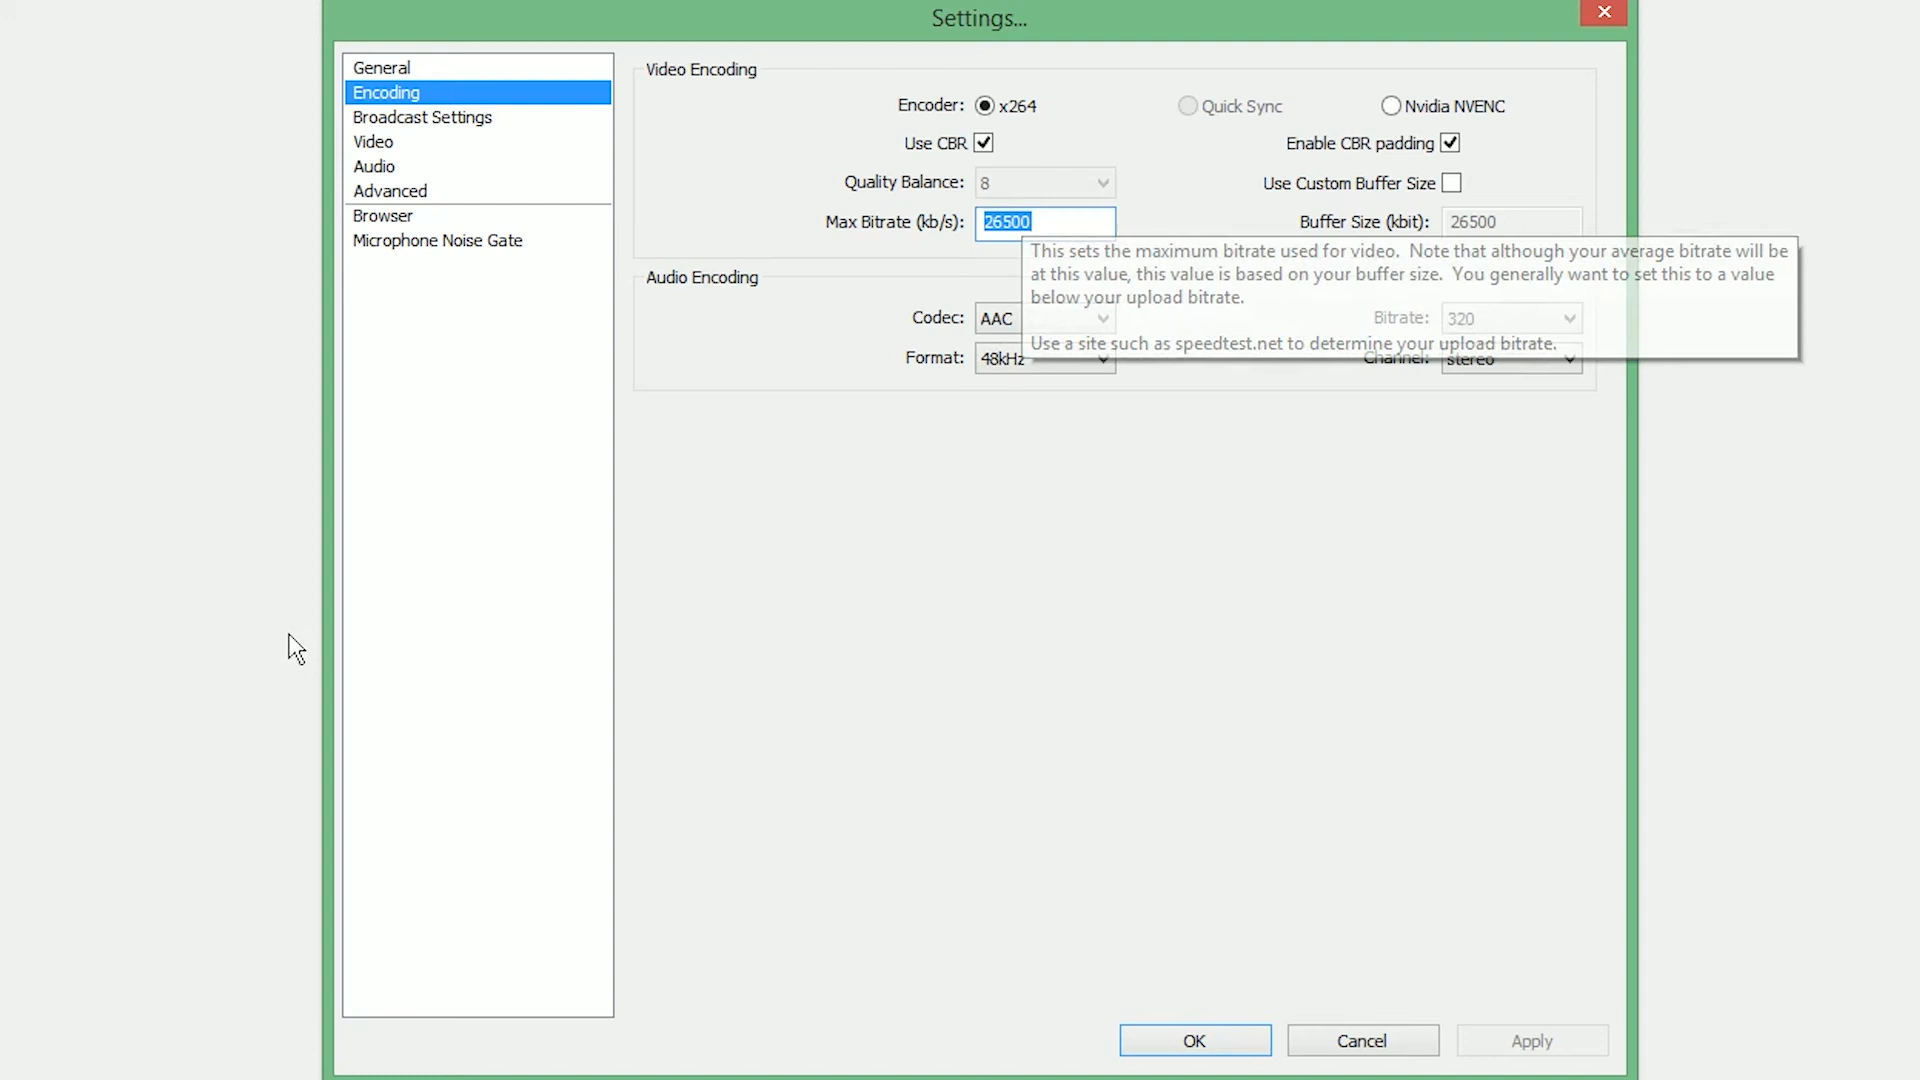 Settings...
General
Encoding
Broadcast Settings
Video
Audio
Advanced
Browser
Microphone Noise Gate
Video Encoding
Encoder: x264 Quick Sync Nvidia NVENC
Use CBR Enable CBR padding
Quality Balance: 8 Use Custom Buffer Size
Max Bitrate (kb/s): 26500 Buffer Size (kbit): 26500
This sets the maximum bitrate used for video. Note that although your average bitrate will be
at this value, this value is based on your buffer size. You generally want to set this to a value
below your upload bitrate.
Use a site such as speedtest.net to determine your upload bitrate.
Audio Encoding
Codec: AAC Bitrate: 320
Format: 48kHz Channel: stereo
OK Cancel Apply